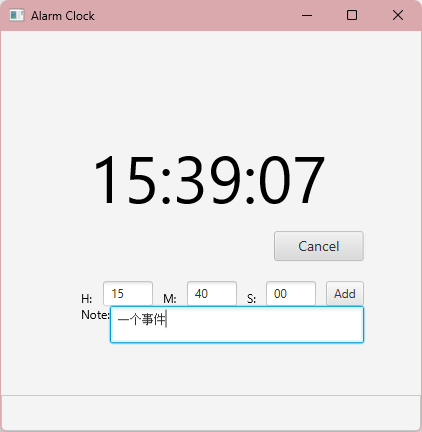 Alarm Clock
15:39:07
Cancel
H: 15 M: 40 S: 00 Add
Note: 一个事件